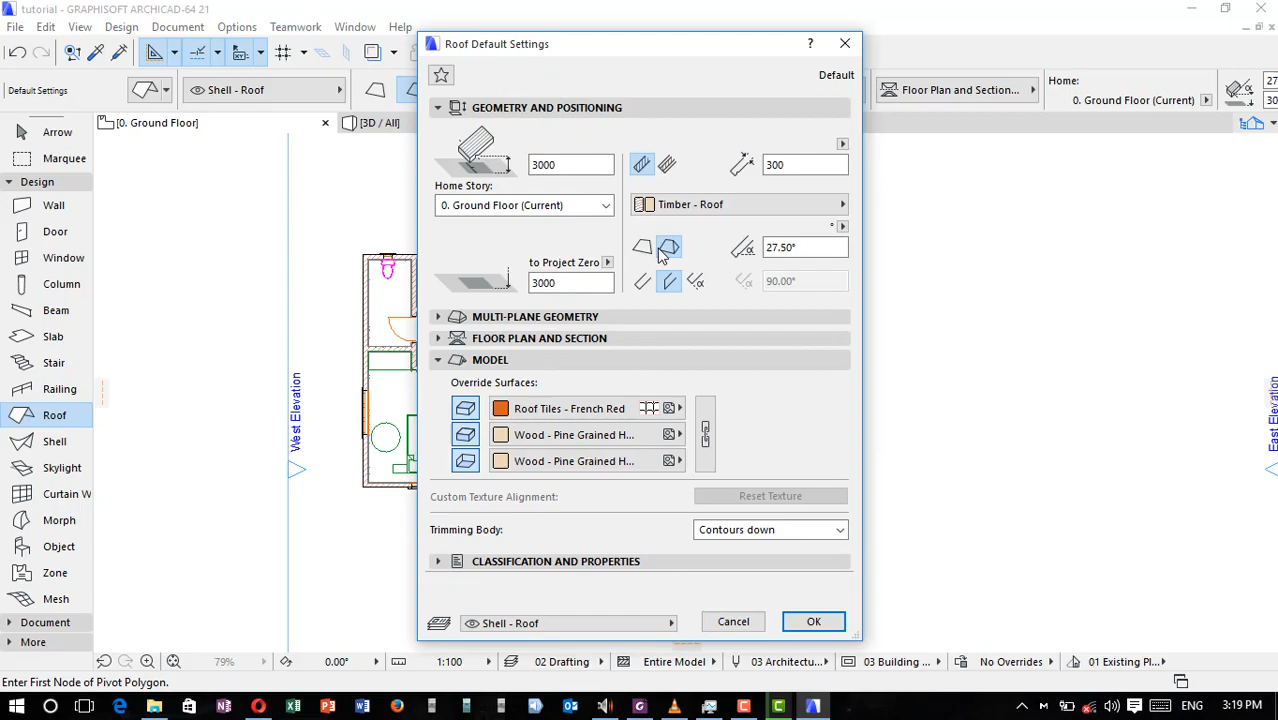 tutorial - GRAPHISOFT ARCHICAD-64 21
File Edit View Design Document Options Teamwork Window Help
Default Settings
Shell - Roof
Floor Plan and Section...
Home:
0. Ground Floor (Current)
27
30
[0. Ground Floor]
[3D / All]
Arrow
Marquee
Design
Wall
Door
Window
Column
Beam
Slab
Stair
Railing
Roof
Shell
Skylight
Curtain W
Morph
Object
Zone
Mesh
Document
More
West Elevation
East Elevation
Roof Default Settings
?
Default
GEOMETRY AND POSITIONING
3000
300
Home Story:
0. Ground Floor (Current)
Timber - Roof
°
to Project Zero
27.50°
3000
90.00°
MULTI-PLANE GEOMETRY
FLOOR PLAN AND SECTION
MODEL
Override Surfaces:
Roof Tiles - French Red
Wood - Pine Grained H...
Wood - Pine Grained H...
Custom Texture Alignment:
Reset Texture
Trimming Body:
Contours down
CLASSIFICATION AND PROPERTIES
Shell - Roof
Cancel
OK
79%
0.00°
1:100
02 Drafting
Entire Model
03 Architectu...
03 Building ...
No Overrides
01 Existing Pl...
Enter First Node of Pivot Polygon.
3:19 PM